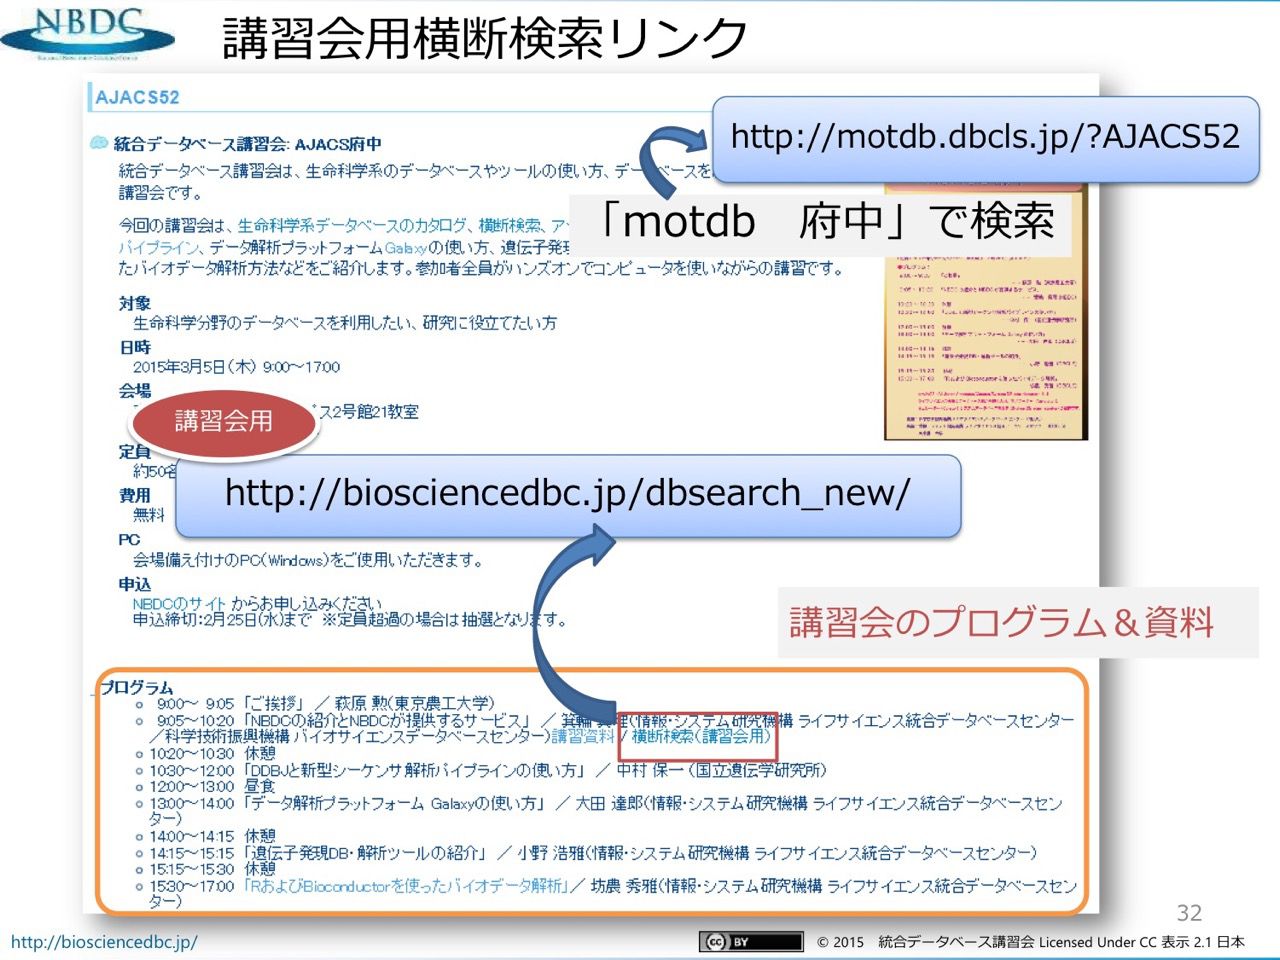 NBDC
講習会用横断検索リンク
AJACS52
http://motdb.dbcls.jp/?AJACS52
統合データベース講習会: AJACS府中
統合データベース講習会は、生命科学系のデータベースやツールの使い方、データベースを
講習会です。
「motdb　府中」で検索
今回の講習会は、生命科学系データベースのカタログ、横断検索、ア
パイプライン、データ解析プラットフォームGalaxyの使い方、遺伝子発現
たバイオデータ解析方法などをご紹介します。参加者全員がハンズオンでコンピュータを使いながらの講習です。
対象
生命科学分野のデータベースを利用したい、研究に役立てたい方
日時
2015年3月5日(木) 9:00～17:00
会場
ス2号館21教室
講習会用
定員
約50名
http://biosciencedbc.jp/dbsearch_new/
費用
無料
PC
会場備え付けのPC(Windows)をご使用いただきます。
申込
NBDCのサイト からお申し込みください
申込締切:2月25日(水)まで ※定員超過の場合は抽選となります。
講習会のプログラム＆資料
プログラム
9:00～ 9:05 「ご挨拶」 ／ 萩原 勲(東京農工大学)
9:05～10:20 「NBDCの紹介とNBDCが提供するサービス」 ／ 箕輪 理(情報・システム研究機構 ライフサイエンス統合データベースセンター
／科学技術振興機構 バイオサイエンスデータベースセンター)講習資料 / 横断検索(講習会用)
10:20～10:30 休憩
10:30～12:00 「DDBJと新型シーケンサ解析パイプラインの使い方」 ／ 中村 保一 (国立遺伝学研究所)
12:00～13:00 昼食
13:00～14:00 「データ解析プラットフォーム Galaxyの使い方」 ／ 大田 達郎(情報・システム研究機構 ライフサイエンス統合データベースセン
ター)
14:00～14:15 休憩
14:15～15:15 「遺伝子発現DB・解析ツールの紹介」 ／ 小野 浩雅(情報・システム研究機構 ライフサイエンス統合データベースセンター)
15:15～15:30 休憩
15:30～17:00 「RおよびBioconductorを使ったバイオデータ解析」／ 坊農 秀雅(情報・システム研究機構 ライフサイエンス統合データベースセン
ター)
32
http://biosciencedbc.jp/
CC BY
© 2015　統合データベース講習会 Licensed Under CC 表示 2.1 日本